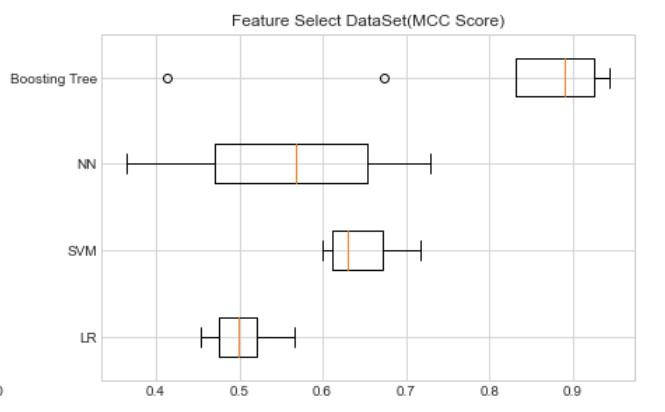 Feature Select DataSet(MCC Score)
Boosting Tree
NN
SVM
LR
0.4 0.5 0.6 0.7 0.8 0.9